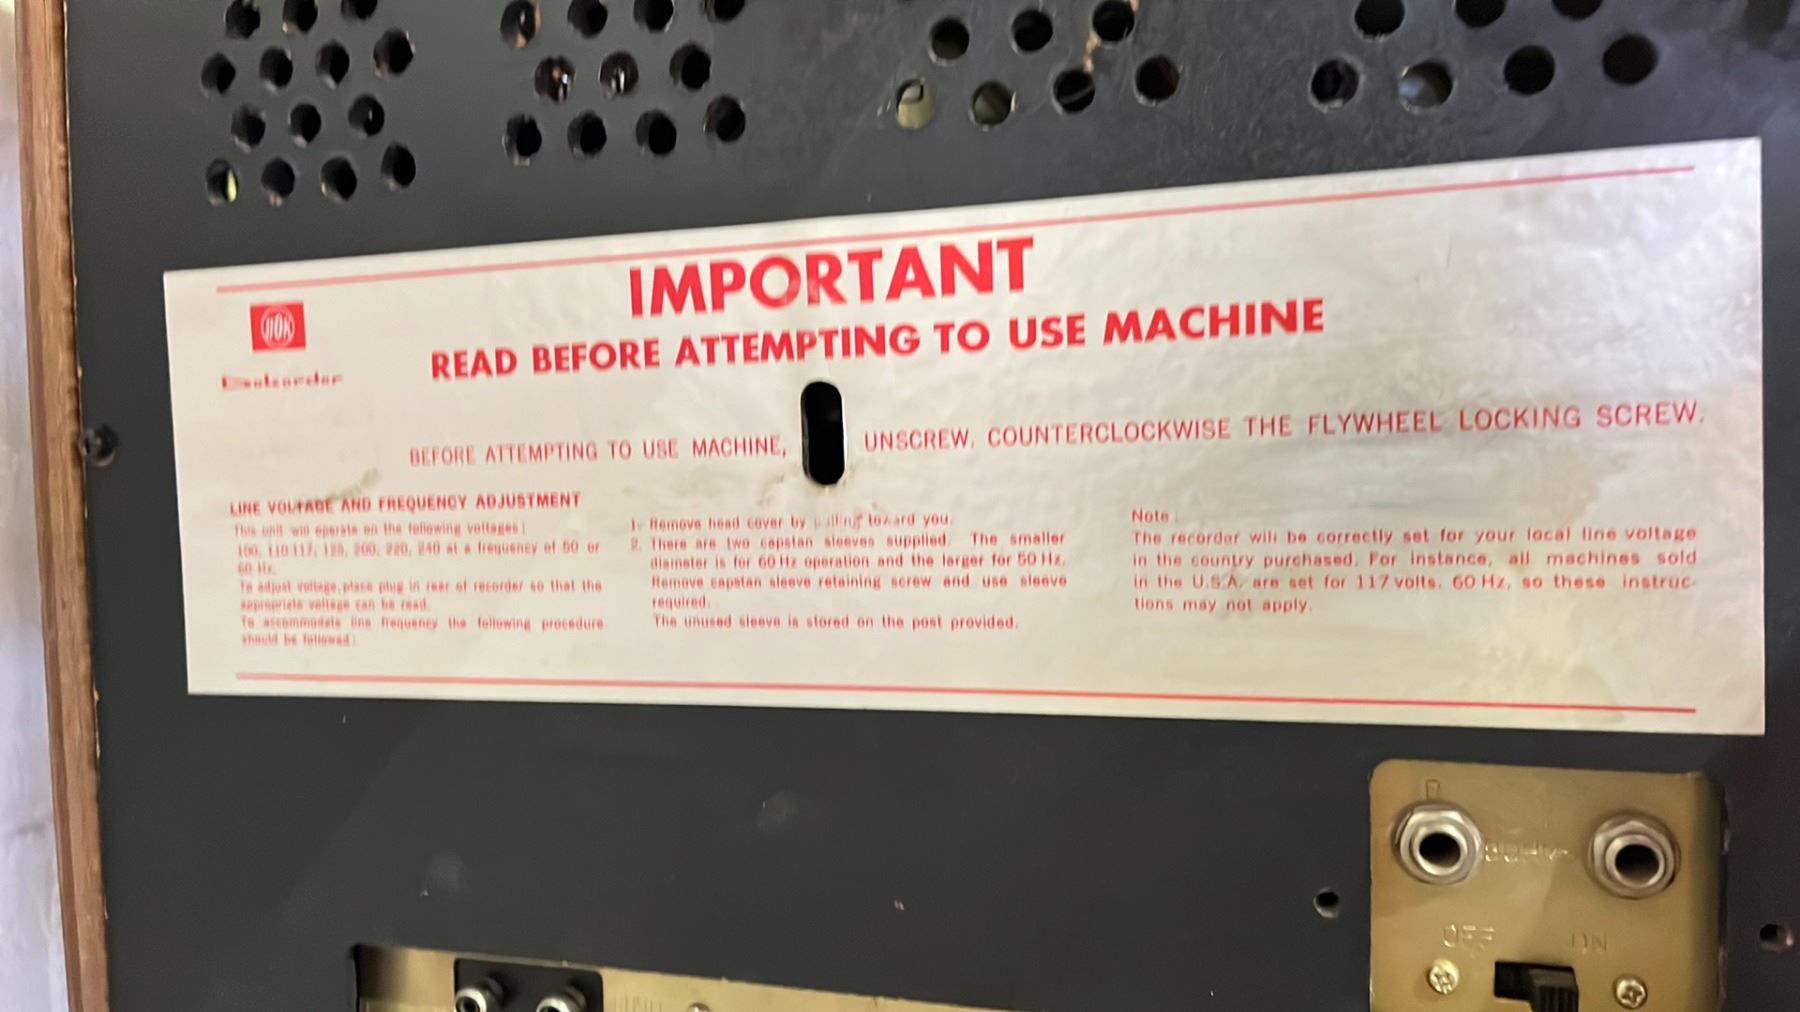 IMPORTANT
READ BEFORE ATTEMPTING TO USE MACHINE
BEFORE ATTEMPTING TO USE MACHINE, UNSCREW. COUNTERCLOCKWISE THE FLYWHEEL LOCKING SCREW.
LINE VOLTAGE AND FREQUENCY ADJUSTMENT
This unit will operate on the following voltages:
100, 110 117, 125, 200, 220, 240 at a frequency of 50 or
60 Hz.
To adjust voltage, place plug in rear of recorder so that the
appropriate voltage can be read.
To accommodate line frequency the following procedure
should be followed:
1. Remove head cover by pulling toward you.
2. There are two capstan sleeves supplied. The smaller
diameter is for 60 Hz operation and the larger for 50 Hz.
Remove capstan sleeve retaining screw and use sleeve
required.
The unused sleeve is stored on the post provided.
Note:
The recorder will be correctly set for your local line voltage
in the country purchased. For instance, all machines sold
in the U.S.A. are set for 117 volts. 60 Hz, so these instruc-
tions may not apply.
OFF ON